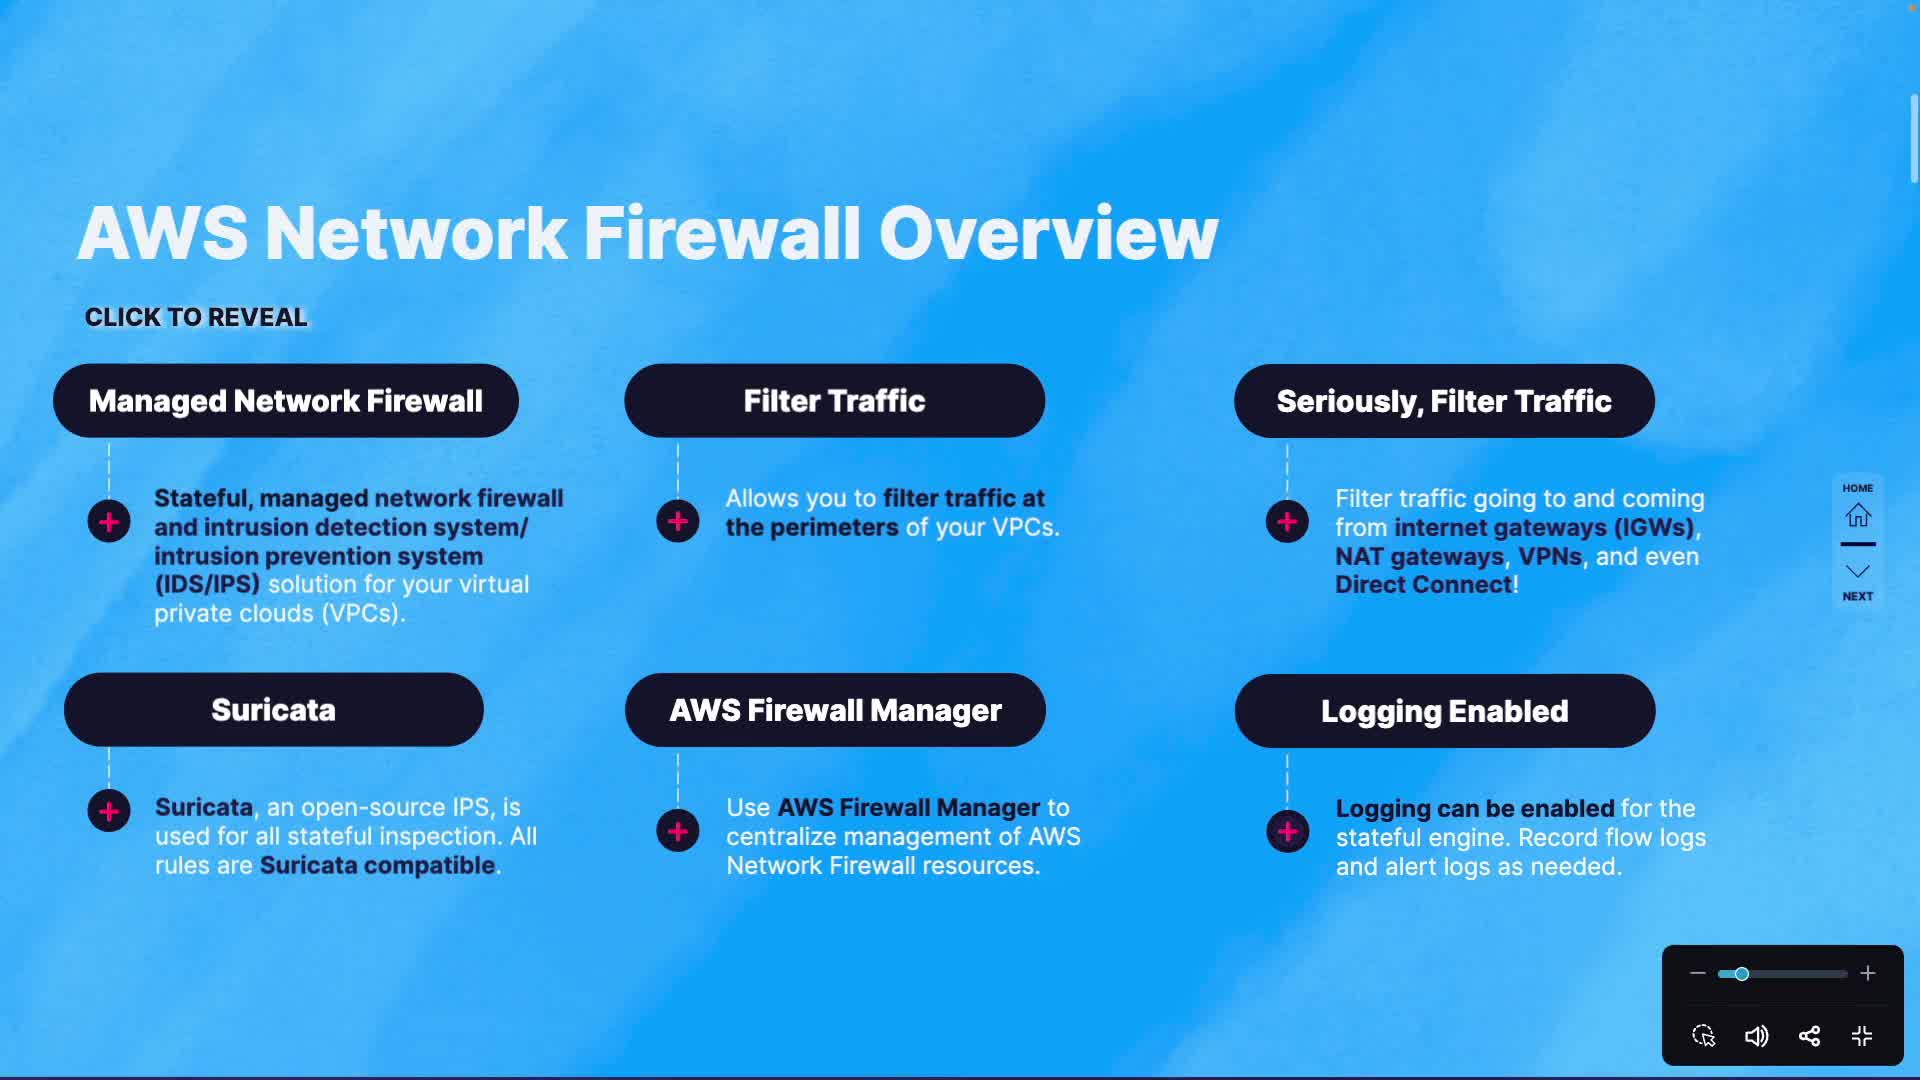 AWS Network Firewall Overview
CLICK TO REVEAL
Managed Network Firewall
Stateful, managed network firewall
and intrusion detection system/
intrusion prevention system
(IDS/IPS) solution for your virtual
private clouds (VPCs).
Filter Traffic
Allows you to filter traffic at
the perimeters of your VPCs.
Seriously, Filter Traffic
Filter traffic going to and coming
from internet gateways (IGWs),
NAT gateways, VPNs, and even
Direct Connect!
Suricata
Suricata, an open-source IPS, is
used for all stateful inspection. All
rules are Suricata compatible.
AWS Firewall Manager
Use AWS Firewall Manager to
centralize management of AWS
Network Firewall resources.
Logging Enabled
Logging can be enabled for the
stateful engine. Record flow logs
and alert logs as needed.
HOME
NEXT